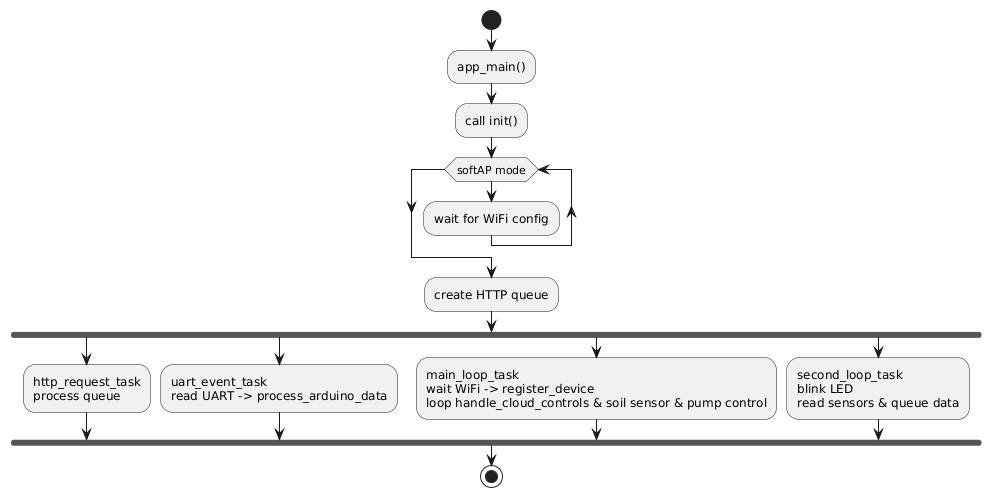 app_main()
call init()
softAP mode
wait for WiFi config
create HTTP queue
http_request_task
process queue
uart_event_task
read UART -> process_arduino_data
main_loop_task
wait WiFi -> register_device
loop handle_cloud_controls & soil sensor & pump control
second_loop_task
blink LED
read sensors & queue data